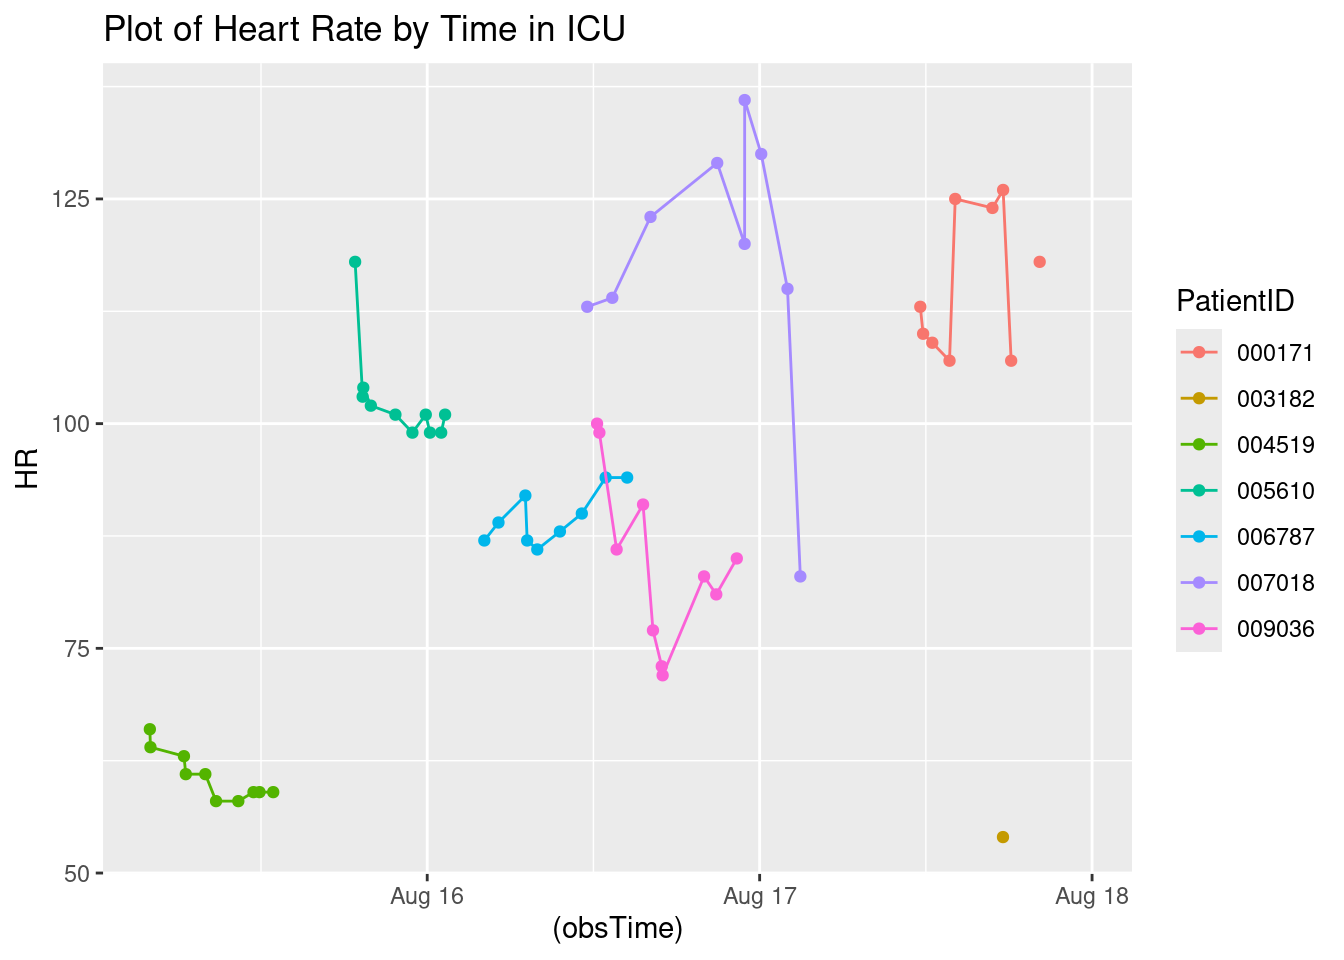 Plot of Heart Rate by Time in ICU
HR
125
100
75
50
Aug 16
Aug 17
Aug 18
(obsTime)
PatientID
000171
003182
004519
005610
006787
007018
009036